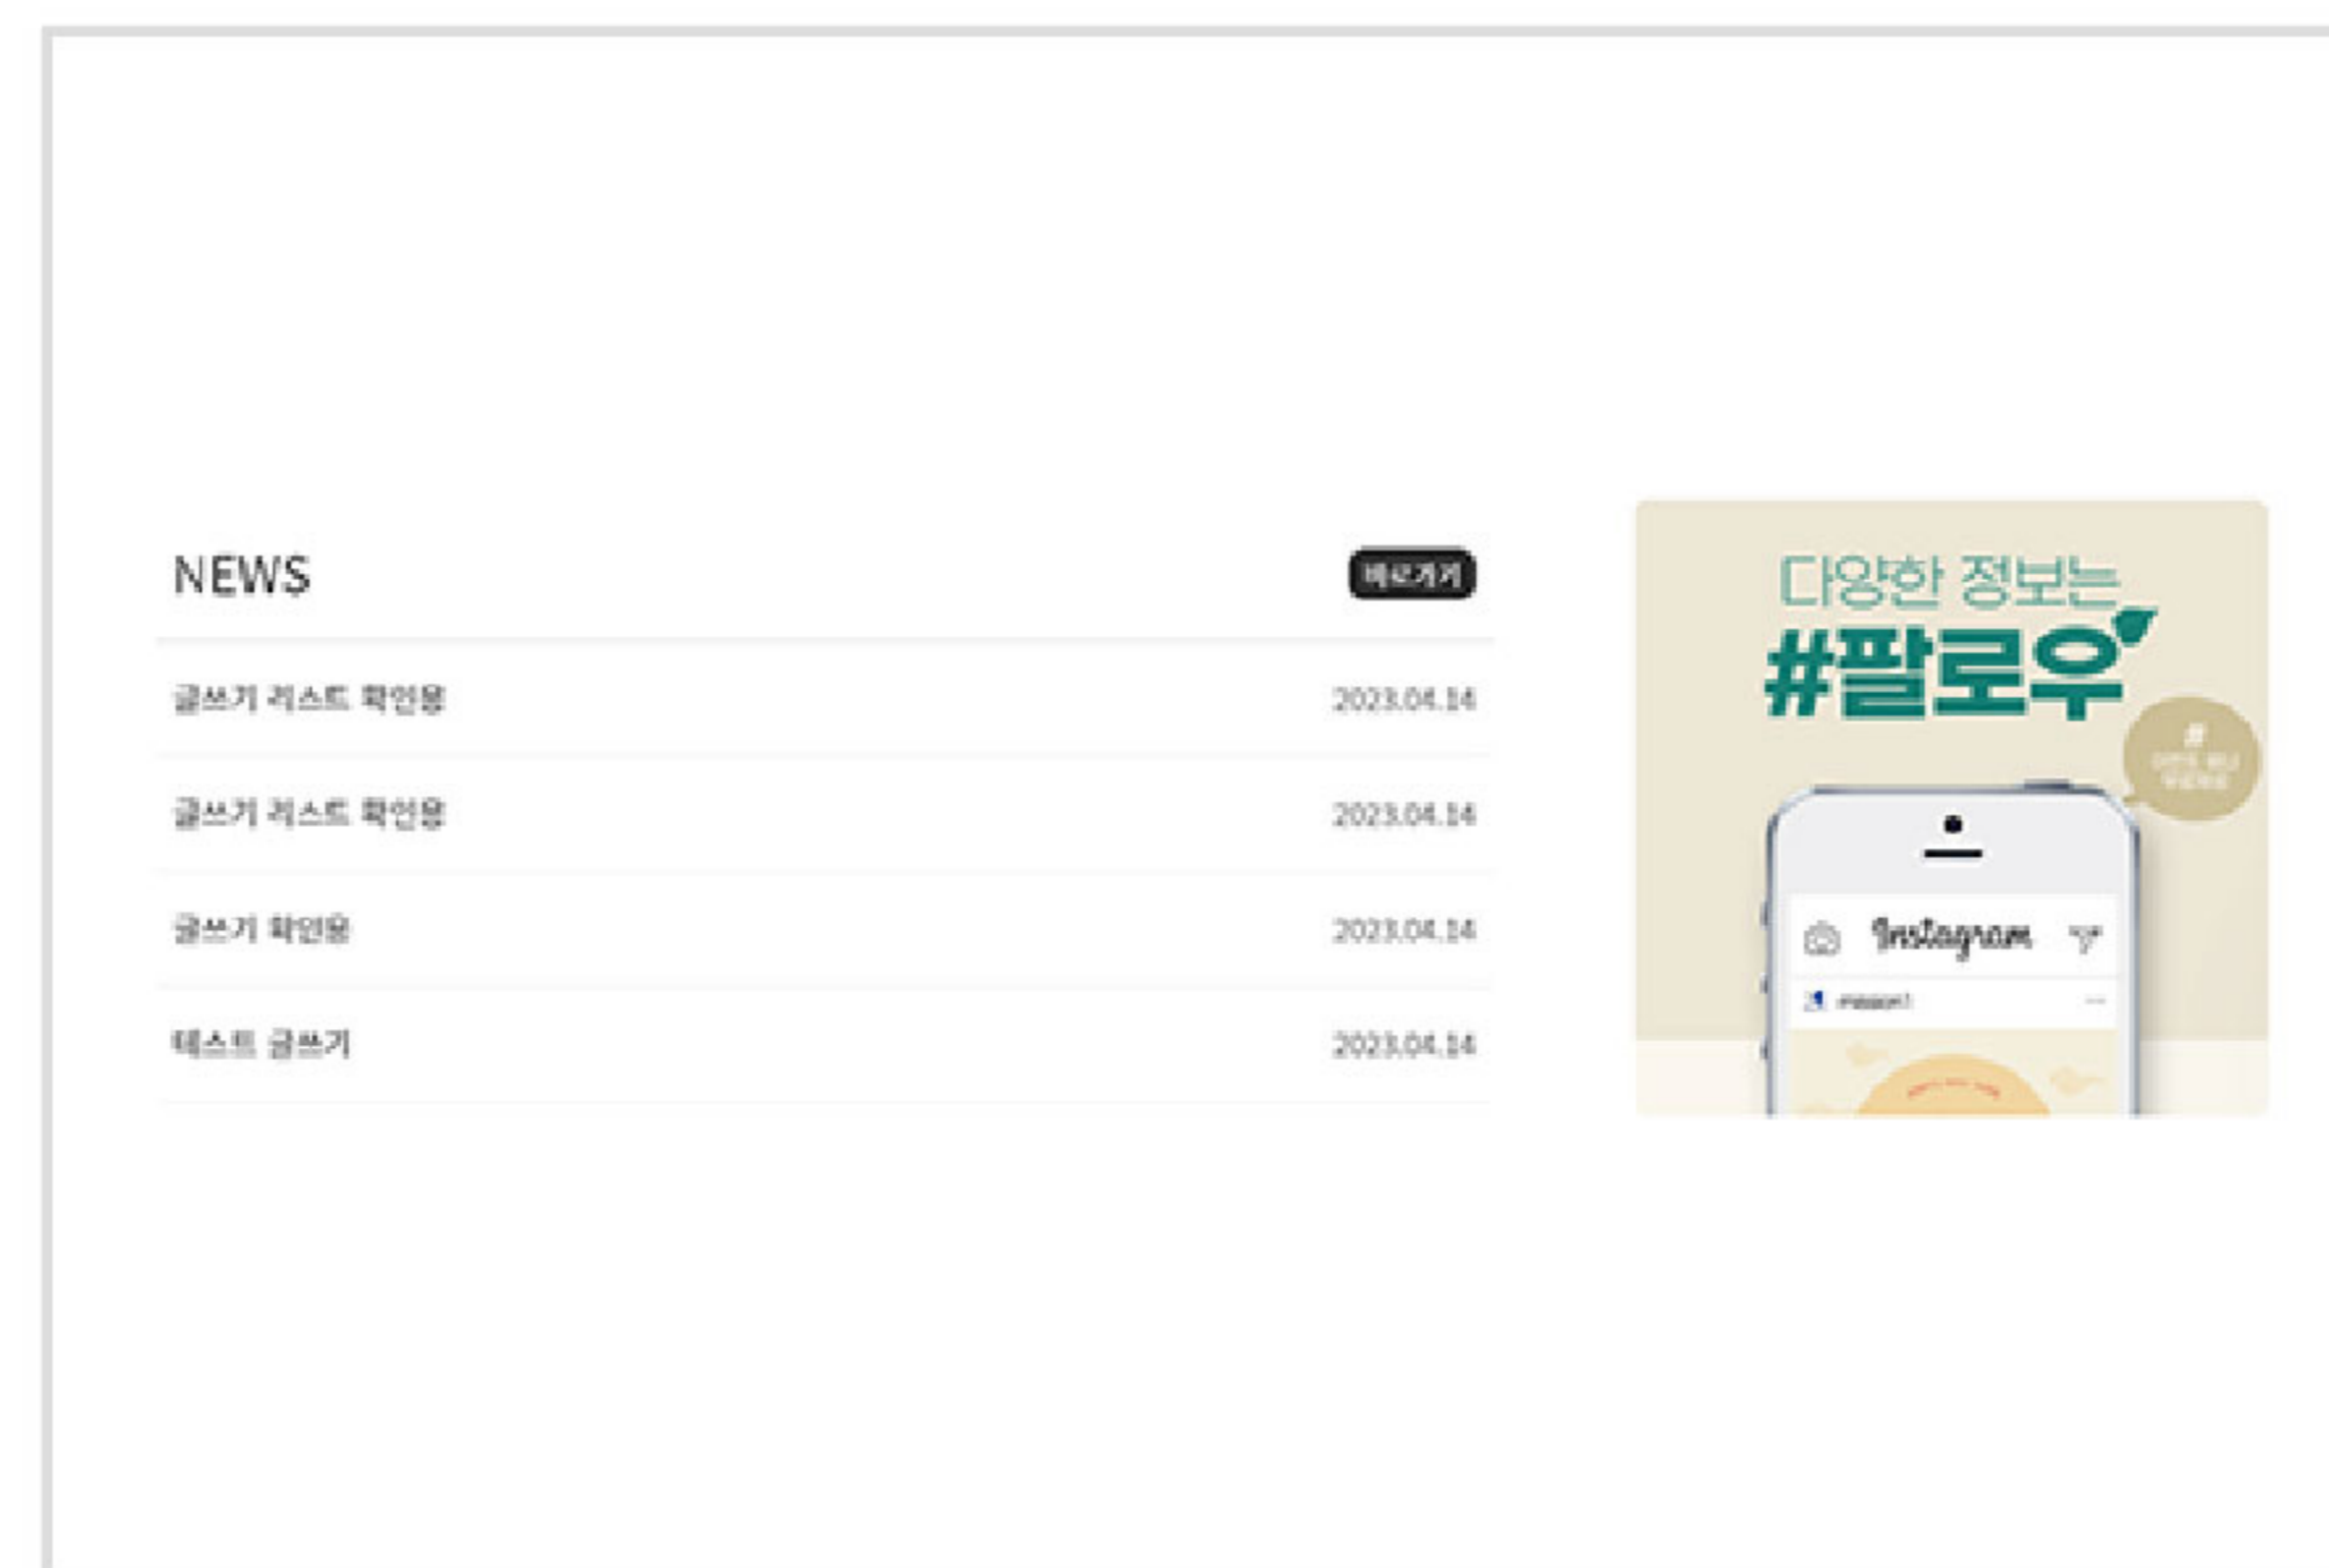 NEWS
바로가기
글쓰기 리스트 확인용
2023.04.14
글쓰기 리스트 확인용
2023.04.14
글쓰기 확인용
2023.04.14
테스트 글쓰기
2023.04.14
다양한 정보는
#팔로우
#
Instagram